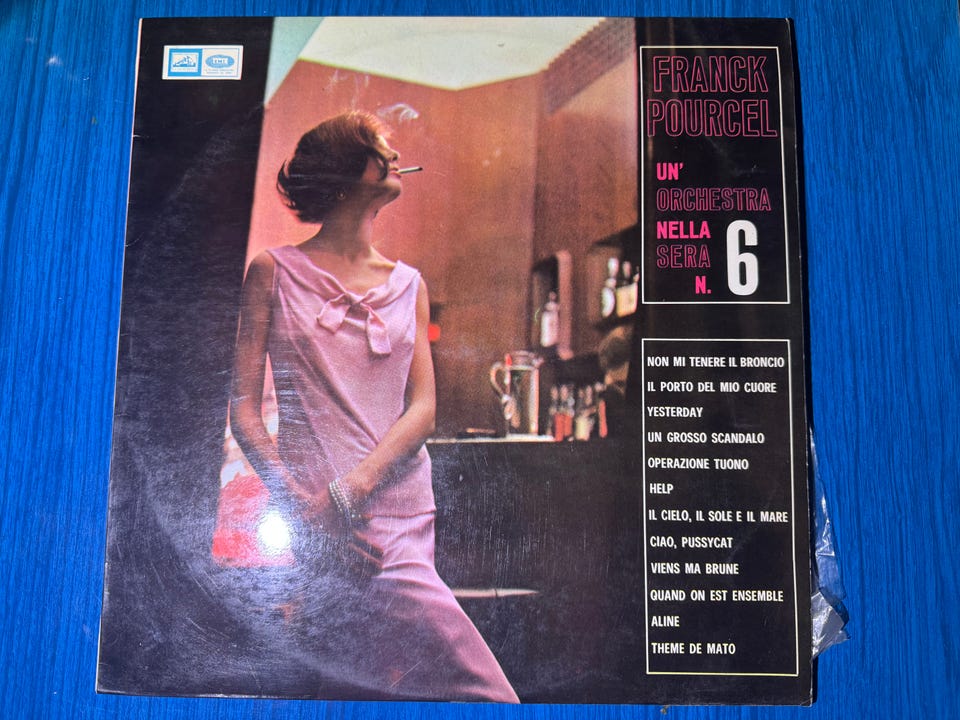 EMI
FRANCK
POURCEL
UN'
ORCHESTRA
NELLA
SERA
N. 6
NON MI TENERE IL BRONCIO
IL PORTO DEL MIO CUORE
YESTERDAY
UN GROSSO SCANDALO
OPERAZIONE TUONO
HELP
IL CIELO, IL SOLE E IL MARE
CIAO, PUSSYCAT
VIENS MA BRUNE
QUAND ON EST ENSEMBLE
ALINE
THEME DE MATO